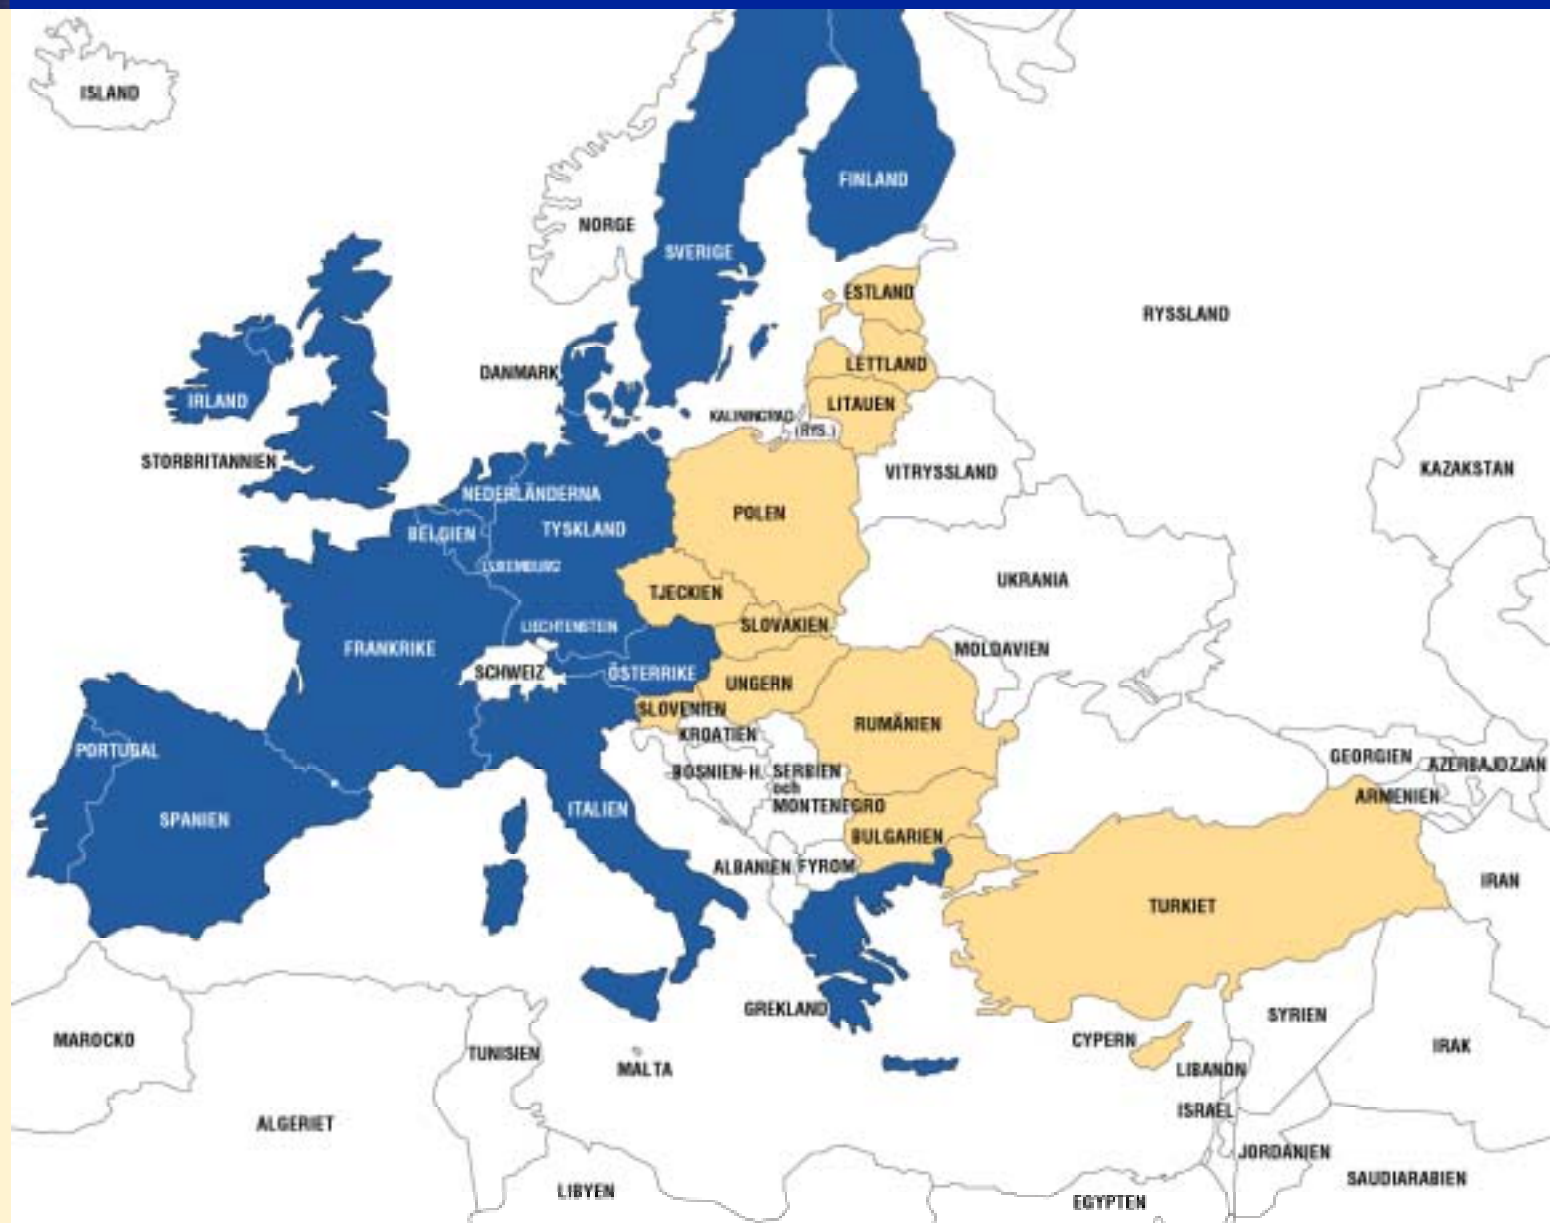 ISLAND
FINLAND
NORGE
SVERIGE
ESTLAND
RYSSLAND
LETTLAND
DANMARK
IRLAND
LITAUEN
KALININGRAD
(RYS.)
STORBRITANNIEN
VITRYSSLAND
KAZAKSTAN
NEDERLÄNDERNA
POLEN
BELGIEN
TYSKLAND
LUXEMBURG
UKRANIA
TJECKIEN
LIECHTENSTEIN
SLOVAKIEN
FRANKRIKE
MOLDAVIEN
SCHWEIZ
ÖSTERRIKE
UNGERN
SLOVENIEN
RUMÄNIEN
KROATIEN
PORTUGAL
GEORGIEN
AZERBAJDZJAN
BOSNIEN-H.
SERBIEN
och
MONTENEGRO
ARMENIEN
ITALIEN
SPANIEN
BULGARIEN
ALBANIEN
FYROM
IRAN
TURKIET
GREKLAND
SYRIEN
MAROCKO
CYPERN
IRAK
TUNISIEN
MALTA
LIBANON
ISRAEL
ALGERIET
JORDANIEN
SAUDIARABIEN
LIBYEN
EGYPTEN